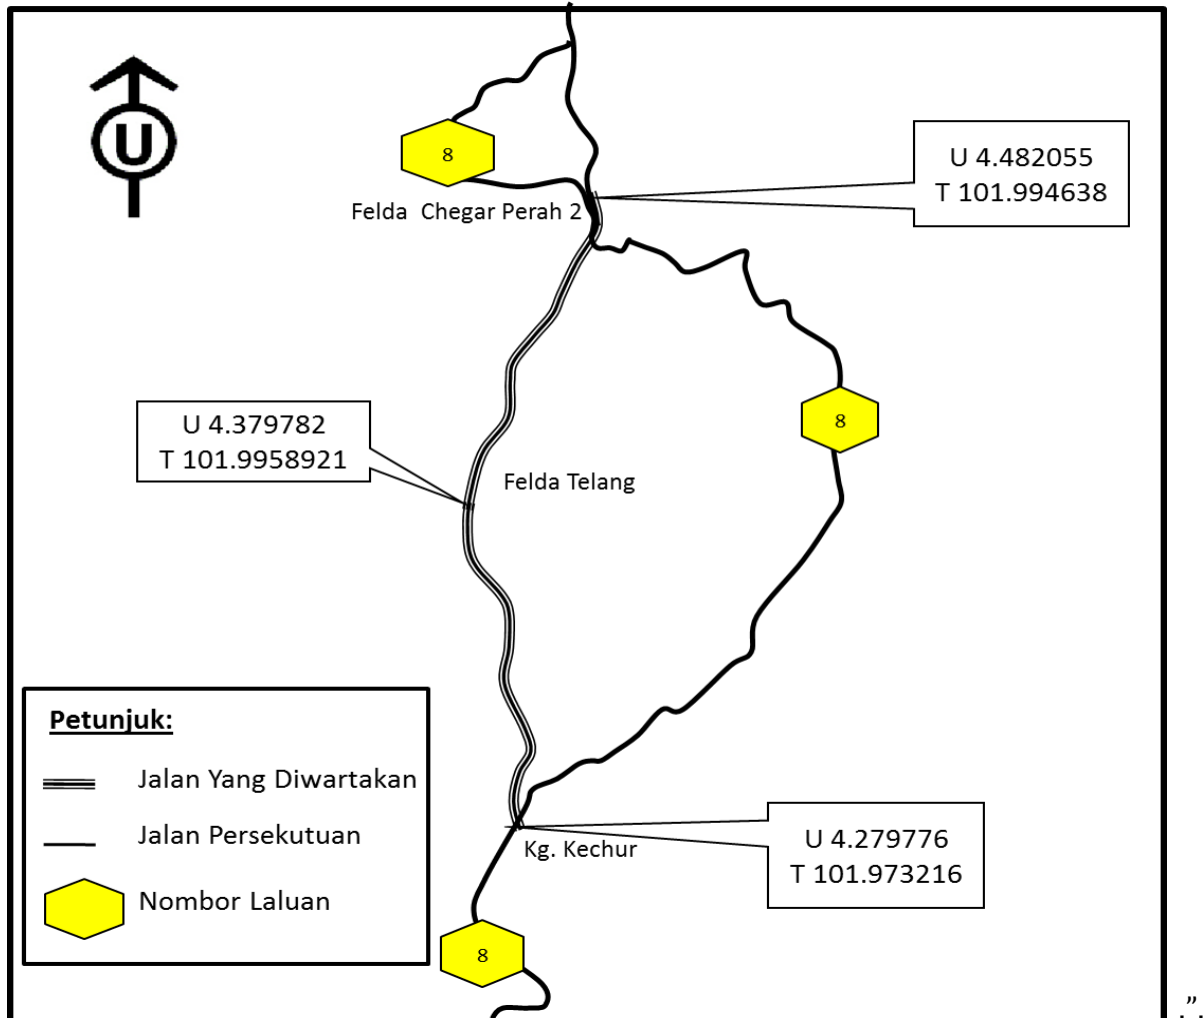 U
8
U 4.482055
T 101.994638
Felda Chegar Perah 2
U 4.379782
T 101.9958921
8
Felda Telang
Petunjuk:
Jalan Yang Diwartakan
Jalan Persekutuan
Nombor Laluan
U 4.279776
T 101.973216
Kg. Kechur
8
”